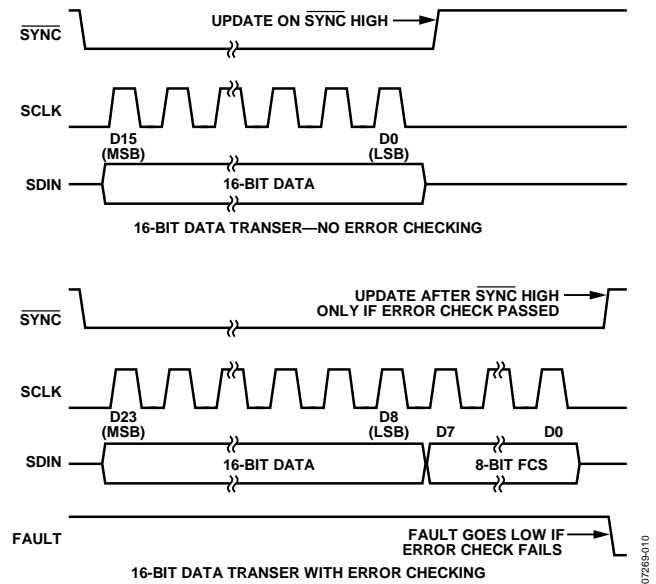 UPDATE ON SYNC HIGH
SYNC
SCLK
D15
(MSB)
D0
(LSB)
SDIN
16-BIT DATA
16-BIT DATA TRANSER—NO ERROR CHECKING
UPDATE AFTER SYNC HIGH
ONLY IF ERROR CHECK PASSED
SYNC
SCLK
D23
(MSB)
D8
(LSB)
D7
D0
SDIN
16-BIT DATA
8-BIT FCS
FAULT
FAULT GOES LOW IF
ERROR CHECK FAILS
16-BIT DATA TRANSER WITH ERROR CHECKING
07269-010